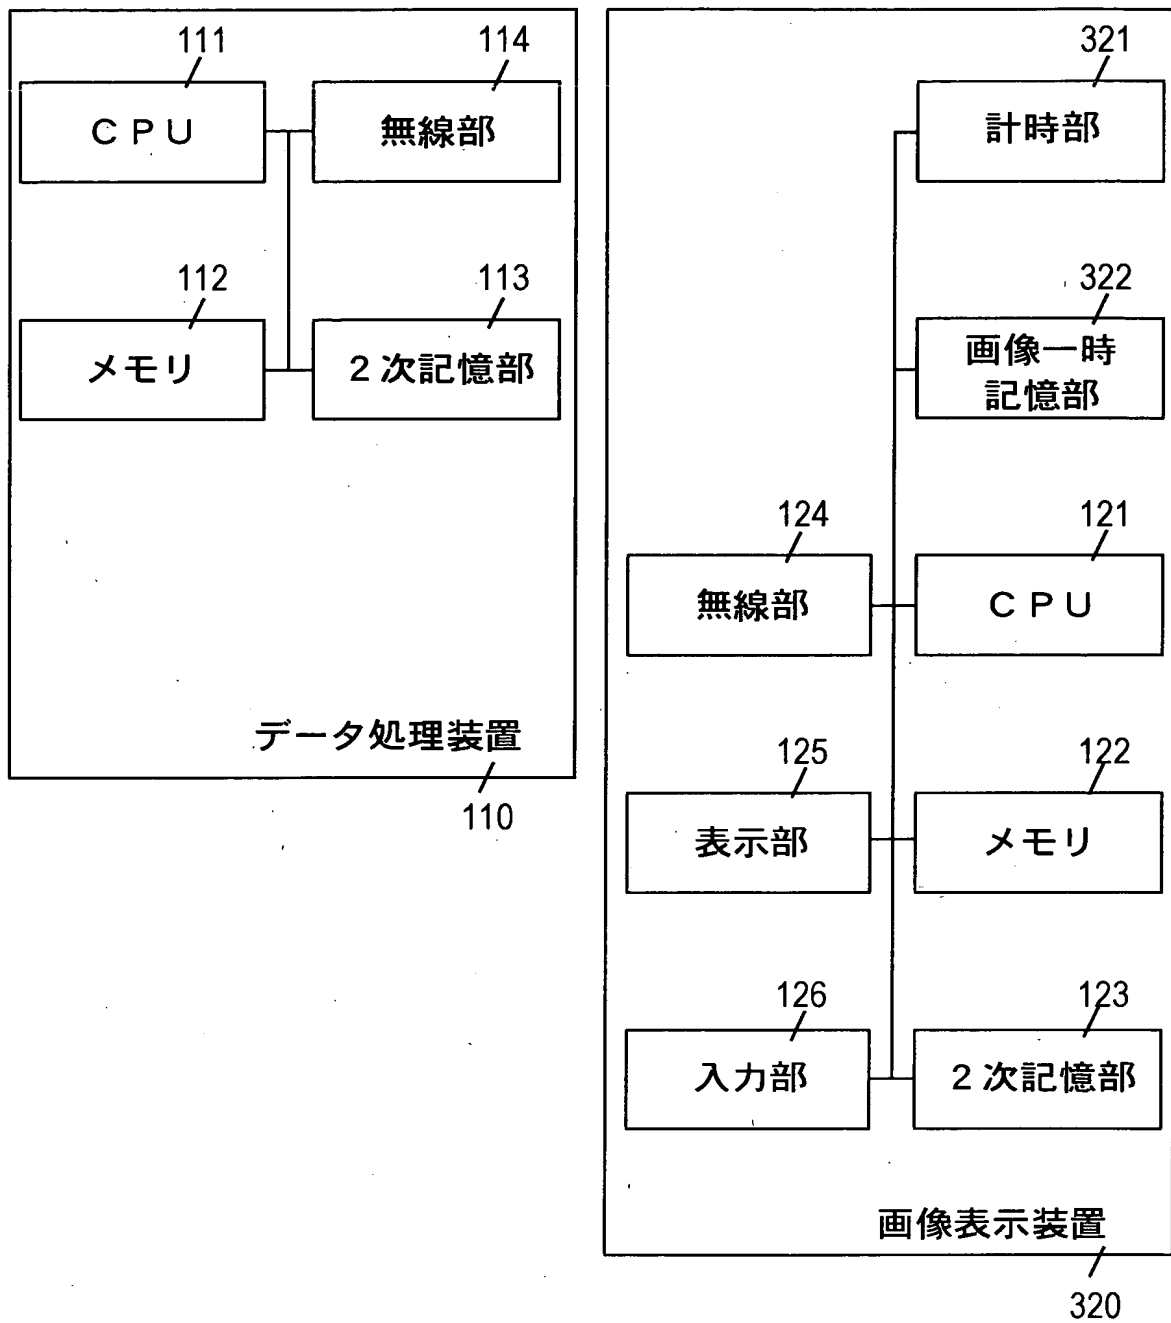 111
114
CPU
無線部
112
113
メモリ
2次記憶部
データ処理装置
110
321
計時部
322
画像一時
記憶部
124
121
無線部
CPU
125
122
表示部
メモリ
126
123
入力部
2次記憶部
画像表示装置
320